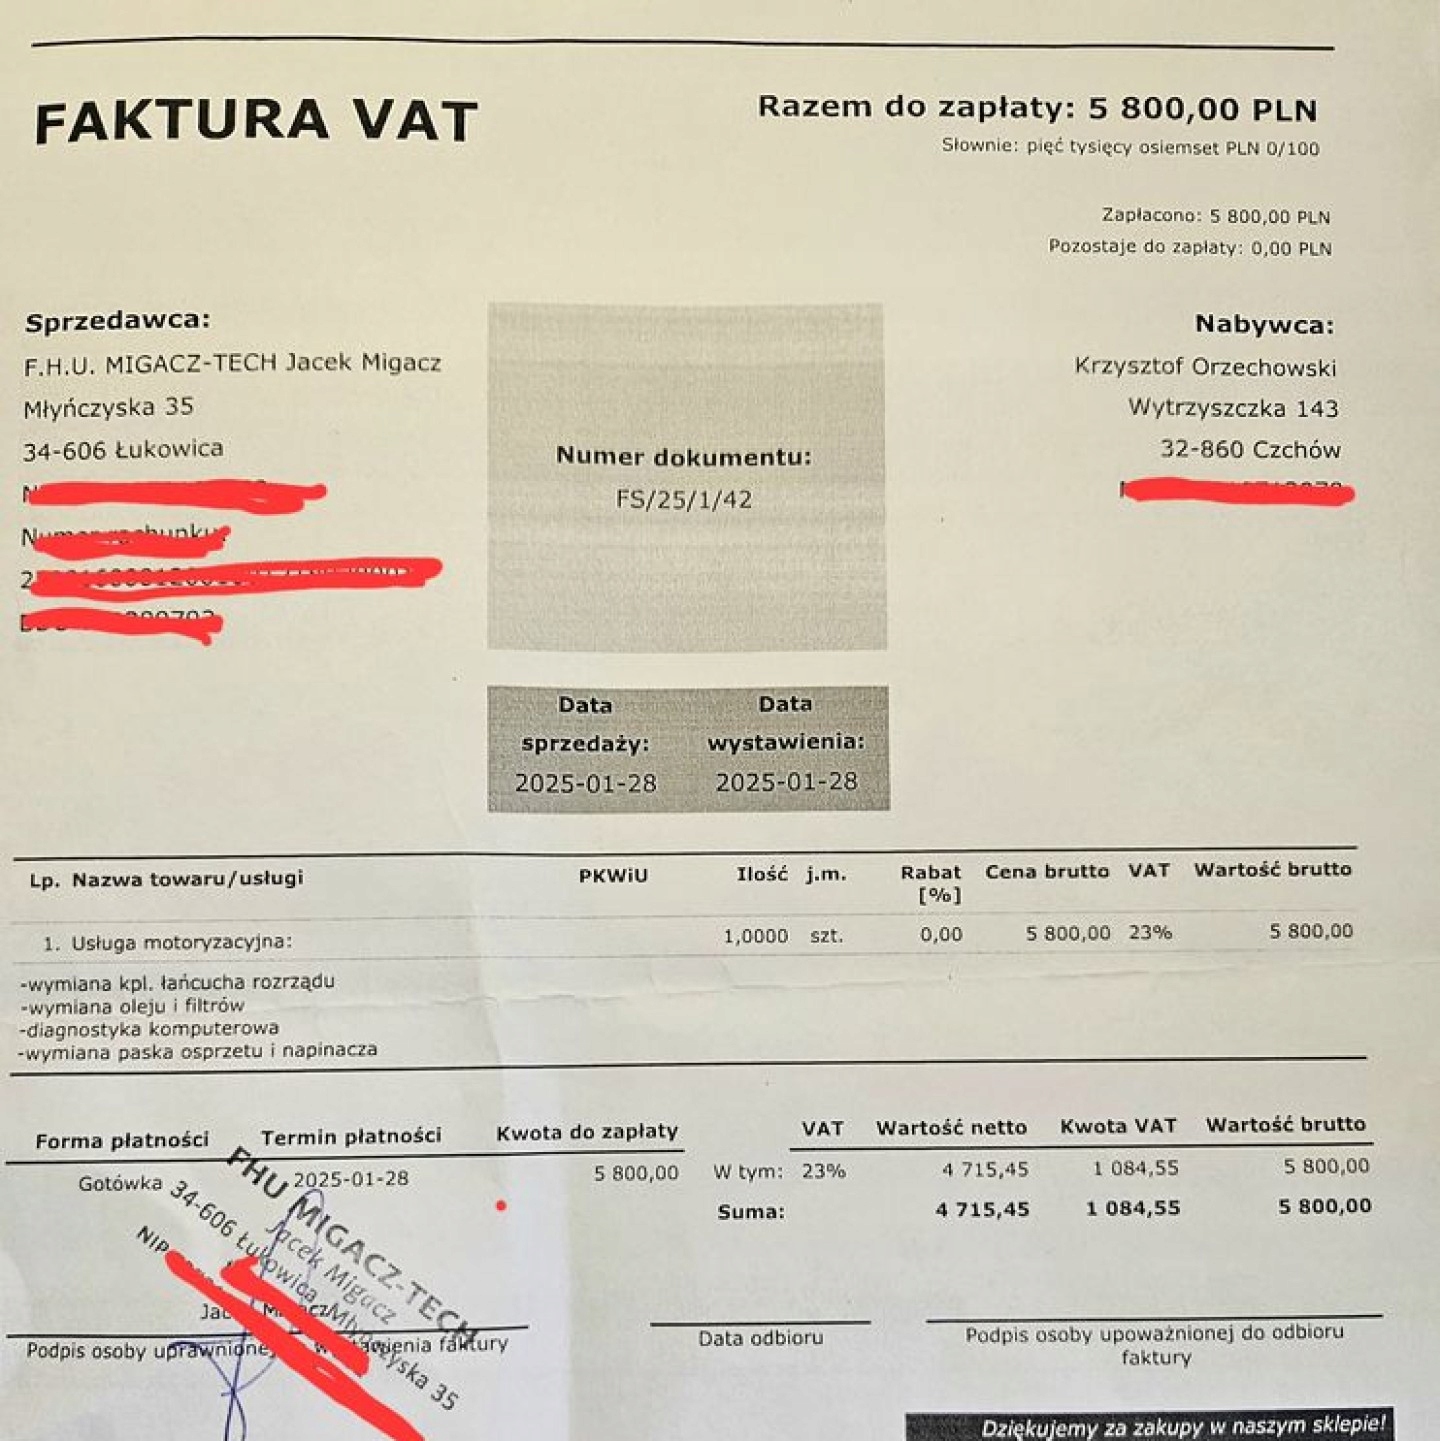 FAKTURA VAT
Razem do zapłaty: 5 800,00 PLN
Słownie: pięć tysięcy osiemset PLN 0/100
Zapłacono: 5 800,00 PLN
Pozostaje do zapłaty: 0,00 PLN
Sprzedawca:
F.H.U. MIGACZ-TECH Jacek Migacz
Młyńczyska 35
34-606 Łukowica
Numer dokumentu:
FS/25/1/42
Nabywca:
Krzysztof Orzechowski
Wytrzyszczka 143
32-860 Czchów
Data sprzedaży:
2025-01-28
Data wystawienia:
2025-01-28
Lp. Nazwa towaru/usługi PKWiU Ilość j.m. Rabat [%] Cena brutto VAT Wartość brutto
1. Usługa motoryzacyjna: 1,0000 szt. 0,00 5 800,00 23% 5 800,00
-wymiana kpl. łańcucha rozrządu
-wymiana oleju i filtrów
-diagnostyka komputerowa
-wymiana paska osprzętu i napinacza
Forma płatności Termin płatności Kwota do zapłaty
Gotówka 2025-01-28 5 800,00
VAT Wartość netto Kwota VAT Wartość brutto
W tym: 23% 4 715,45 1 084,55 5 800,00
Suma: 4 715,45 1 084,55 5 800,00
FHU MIGACZ-TECH
Jacek Migacz
34-606 Łukowica Młyńczyska 35
NIP
Podpis osoby faktury
Data odbioru
Podpis osoby upoważnionej do odbioru
faktury
Dziękujemy za zakupy w naszym sklepie!